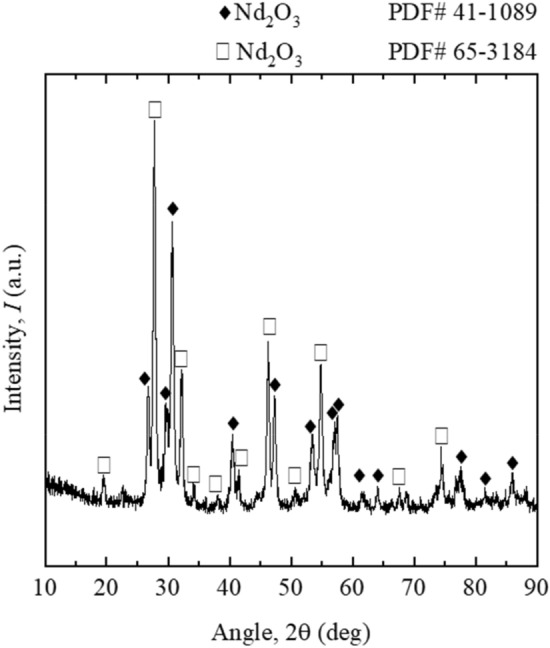 ◆Nd₂O₃ PDF# 41-1089
□ Nd₂O₃ PDF# 65-3184
Intensity, I (a.u.)
10 20 30 40 50 60 70 80 90
Angle, 2θ (deg)